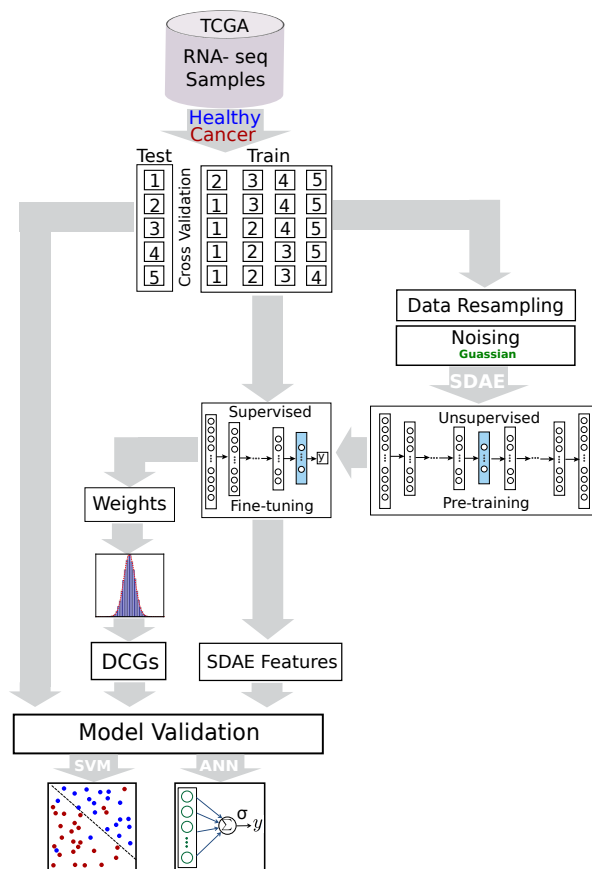 TCGA
RNA- seq
Samples
Healthy
Cancer
Test
Train
Cross Validation
1 2 3 4 5
2 1 3 4 5
3 1 2 4 5
4 1 2 3 5
5 1 2 3 4
Data Resampling
Noising
Guassian
SDAE
Supervised
y
Fine-tuning
Unsupervised
Pre-training
Weights
DCGs
SDAE Features
Model Validation
SVM
ANN
Σ
σ
y